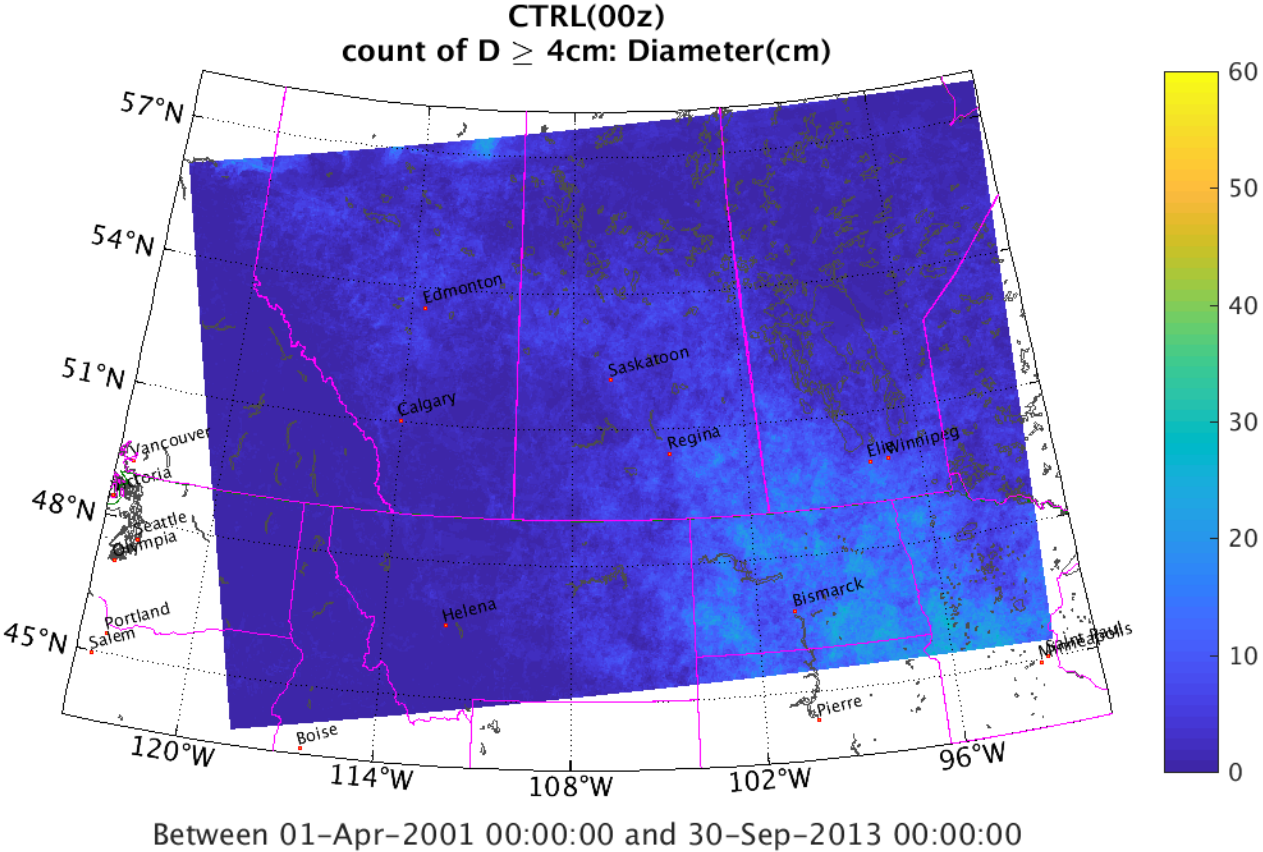 CTRL(00z)
count of D ≥ 4cm: Diameter(cm)
57°N
54°N
51°N
48°N
45°N
Edmonton
Saskatoon
Calgary
Regina
Elie
Winnipeg
Vancouver
Victoria
Seattle
Olympia
Portland
Salem
Helena
Bismarck
Saint Paul
Minneapolis
Pierre
Boise
120°W
114°W
108°W
102°W
96°W
60
50
40
30
20
10
0
Between 01-Apr-2001 00:00:00 and 30-Sep-2013 00:00:00